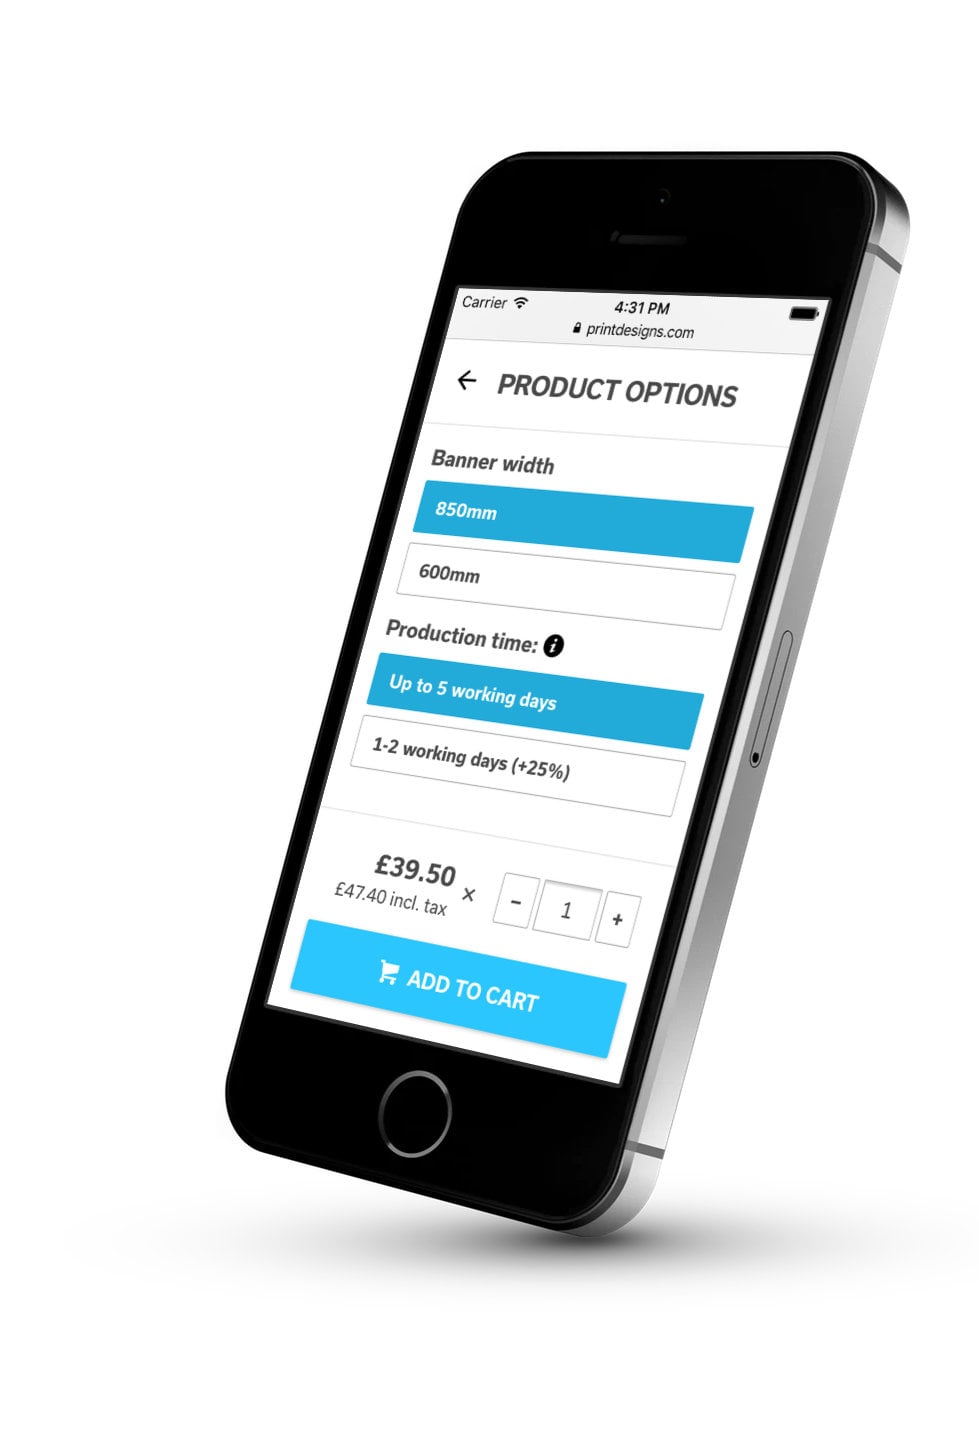 Carrier
4:31 PM
printdesigns.com
PRODUCT OPTIONS
Banner width
850mm
600mm
Production time:
Up to 5 working days
1-2 working days (+25%)
£39.50
£47.40 incl. tax
×
- 1 +
ADD TO CART